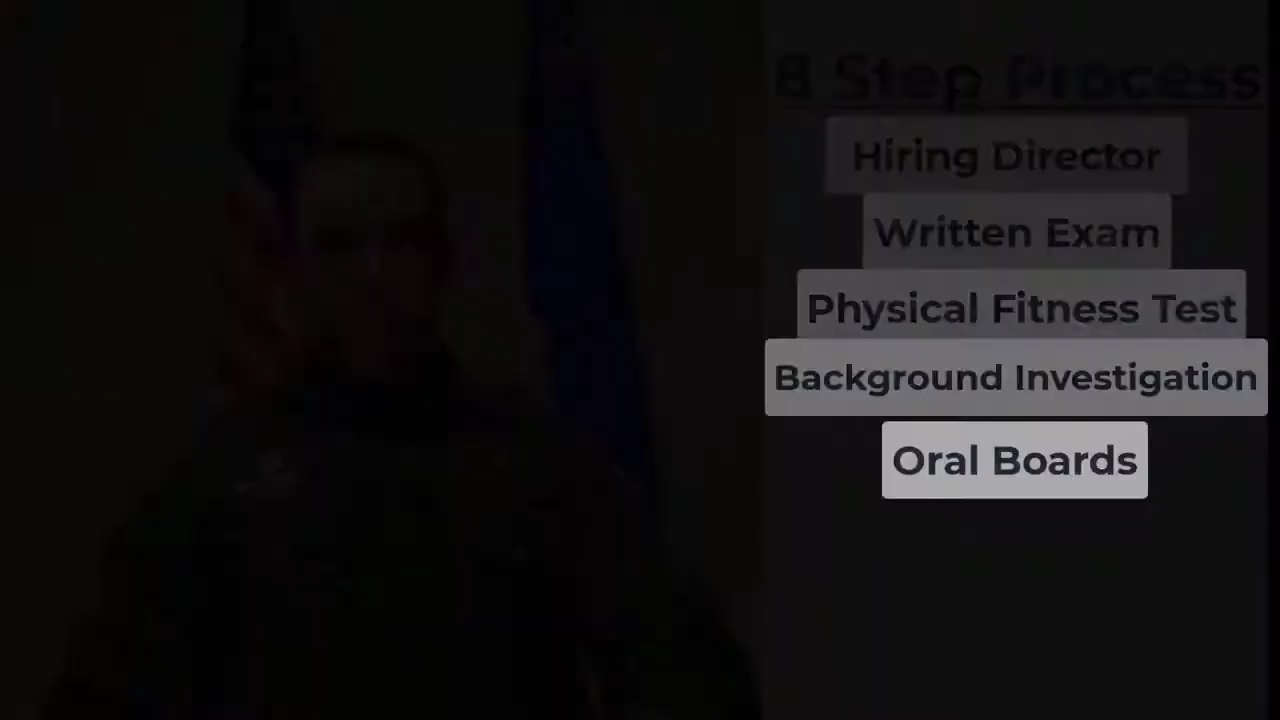 8 Step Process
Hiring Director
Written Exam
Physical Fitness Test
Background Investigation
Oral Boards